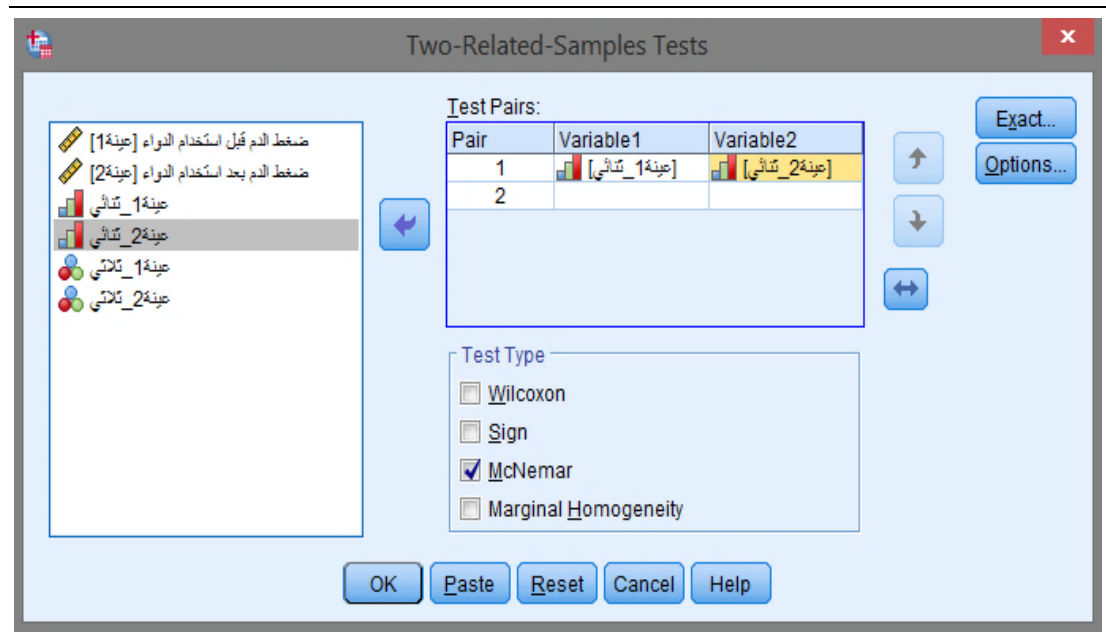 Two-Related-Samples Tests
x
ضغط الدم قبل استخدام الدواء [عينة1]
ضغط الدم بعد استخدام الدواء [عينة2]
عينة1_ثنائي
عينة2_ثنائي
عينة1_ثلاثي
عينة2_ثلاثي
Test Pairs:
Pair Variable1 Variable2
1 [عينة1_ثنائي] [عينة2_ثنائي]
2
Exact...
Options...
Test Type
Wilcoxon
Sign
McNemar
Marginal Homogeneity
OK Paste Reset Cancel Help